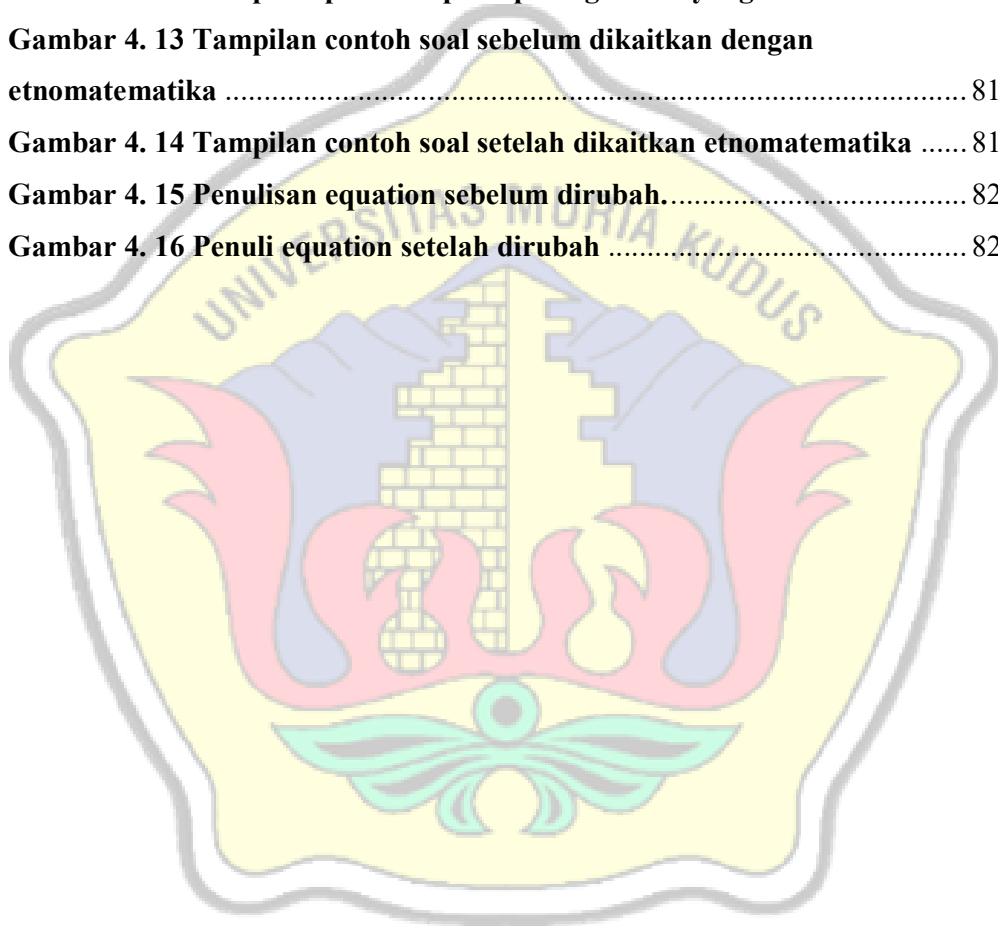 Gambar 4. 13 Tampilan contoh soal sebelum dikaitkan dengan
etnomatematika ........................................................................................ 81
Gambar 4. 14 Tampilan contoh soal setelah dikaitkan etnomatematika ...... 81
Gambar 4. 15 Penulisan equation sebelum dirubah........................................ 82
Gambar 4. 16 Penuli equation setelah dirubah ............................................. 82
UNIVERSITAS MURIA KUDUS